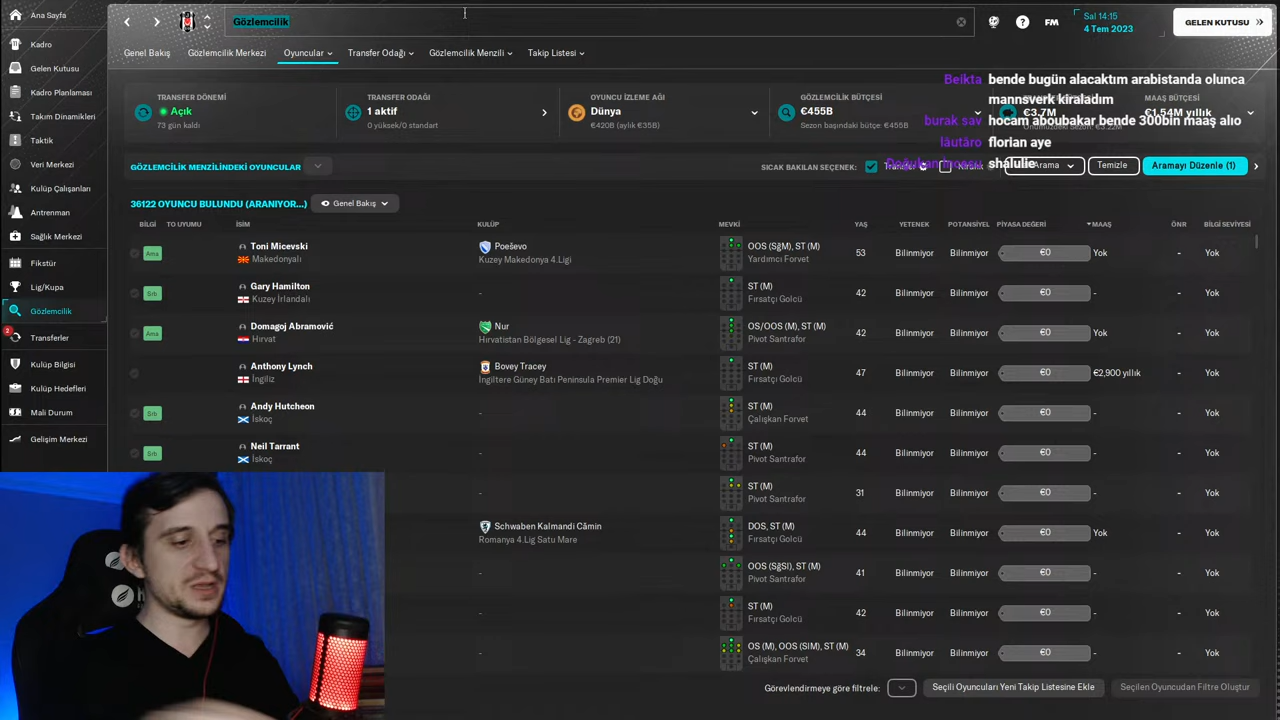 Ana Sayfa
Kadro
Gelen Kutusu
Kadro Planlaması
Takım Dinamikleri
Taktik
Veri Merkezi
Kulüp Çalışanları
Antrenman
Sağlık Merkezi
Fikstür
Lig/Kupa
Gözlemcilik
2
Transferler
Kulüp Bilgisi
Kulüp Hedefleri
Mali Durum
Gelişim Merkezi
Gözlemcilik
FM
Sal 14:15
4 Tem 2023
GELEN KUTUSU
Genel Bakış Gözlemcilik Merkezi Oyuncular Transfer Odağı Gözlemcilik Menzili Takip Listesi
TRANSFER DÖNEMİ
Açık
73 gün kaldı
TRANSFER ODAĞI
1 aktif
0 yüksek/0 standart
OYUNCU İZLEME AĞI
Dünya
€420B (aylık €35B)
GÖZLEMCİLİK BÜTÇESİ
€455B
Sezon başındaki bütçe: €455B
€3.7M
MAAŞ BÜTÇESİ
€1.54M yıllık
Beikta bende bugün alacaktım arabistanda olunca
mannsverk kiraladım
burak sav hocam aboubakar bende 300bin maaş alıo
làutàro florian aye
shálulie
GÖZLEMCİLİK MENZİLİNDEKİ OYUNCULAR
SICAK BAKILAN SEÇENEK:
Arama
Temizle
Aramayı Düzenle (1)
36122 OYUNCU BULUNDU (ARANIYOR...)
Genel Bakış
BİLGİ TO UYUMU İSİM KULÜP MEVKİ YAŞ YETENEK POTANSİYEL PİYASA DEĞERİ MAAŞ ÖNR BİLGİ SEVİYESİ
Ama Toni Micevski Poeševo OOS (SğM), ST (M) 53 Bilinmiyor Bilinmiyor €0 Yok - Yok
Makedonyalı Kuzey Makedonya 4.Ligi Yardımcı Forvet
Srb Gary Hamilton - ST (M) 42 Bilinmiyor Bilinmiyor €0 - - Yok
Kuzey İrlandalı Fırsatçı Golcü
Ama Domagoj Abramović Nur OS/OOS (M), ST (M) 42 Bilinmiyor Bilinmiyor €0 Yok - Yok
Hırvat Hırvatistan Bölgesel Lig - Zagreb (21) Pivot Santrafor
Anthony Lynch Bovey Tracey ST (M) 47 Bilinmiyor Bilinmiyor €0 €2,900 yıllık - Yok
İngiliz İngiltere Güney Batı Peninsula Premier Lig Doğu Fırsatçı Golcü
Srb Andy Hutcheon - ST (M) 44 Bilinmiyor Bilinmiyor €0 - - Yok
İskoç Çalışkan Forvet
Srb Neil Tarrant - ST (M) 44 Bilinmiyor Bilinmiyor €0 - - Yok
İskoç Pivot Santrafor
- ST (M) 31 Bilinmiyor Bilinmiyor €0 - - Yok
Pivot Santrafor
Schwaben Kalmandi Cămin DOS, ST (M) 44 Bilinmiyor Bilinmiyor €0 Yok - Yok
Romanya 4.Lig Satu Mare Fırsatçı Golcü
- OOS (SğSl), ST (M) 41 Bilinmiyor Bilinmiyor €0 - - Yok
Pivot Santrafor
- ST (M) 42 Bilinmiyor Bilinmiyor €0 - - Yok
Fırsatçı Golcü
- OS (M), OOS (SlM), ST (M) 34 Bilinmiyor Bilinmiyor €0 - - Yok
Çalışkan Forvet
Görevlendirmeye göre filtrele:
Seçili Oyuncuları Yeni Takip Listesine Ekle
Seçilen Oyuncudan Filtre Oluştur